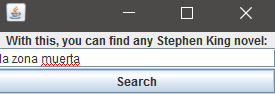 With this, you can find any Stephen King novel:
la zona muerta
Search